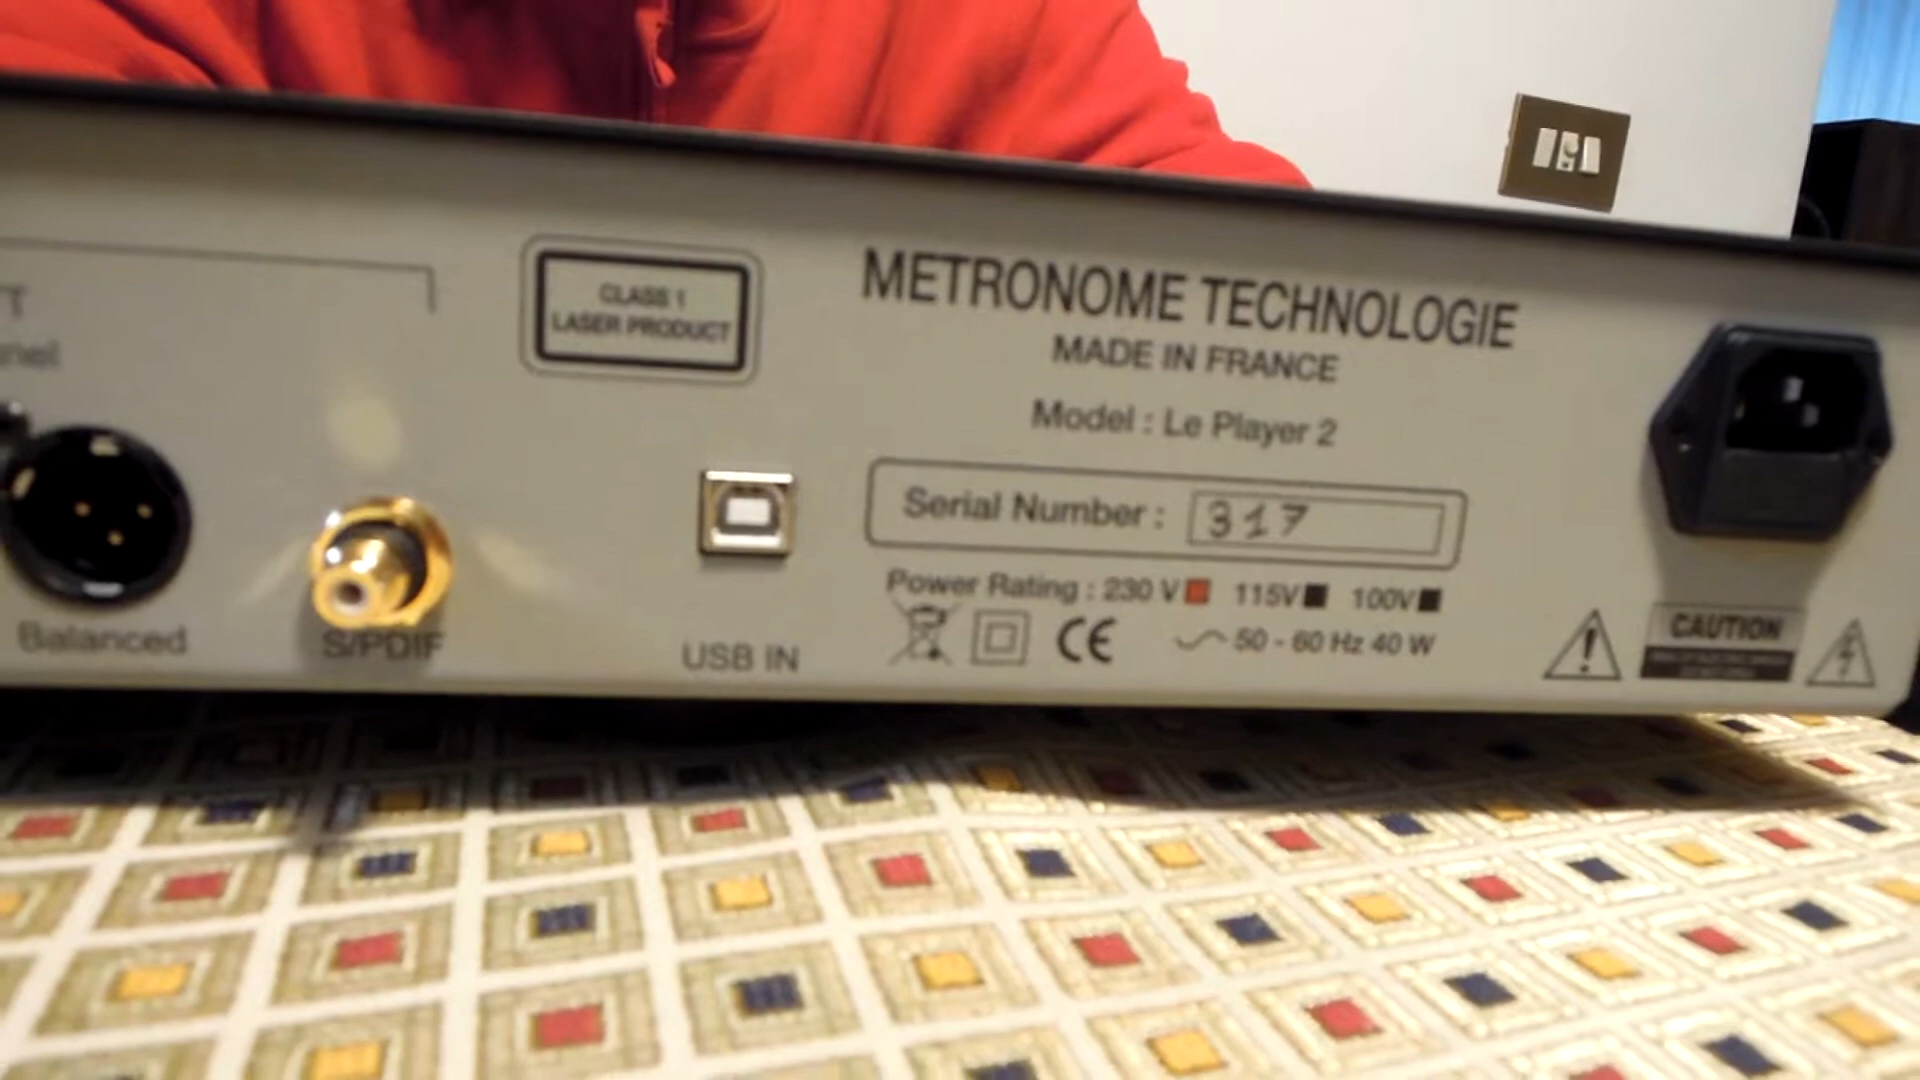 CLASS 1
LASER PRODUCT
METRONOME TECHNOLOGIE
MADE IN FRANCE
Model : Le Player 2
Serial Number : 317
Power Rating : 230 V 115V 100V
CE 50 - 60 Hz 40 W
Balanced
S/PDIF
USB IN
CAUTION